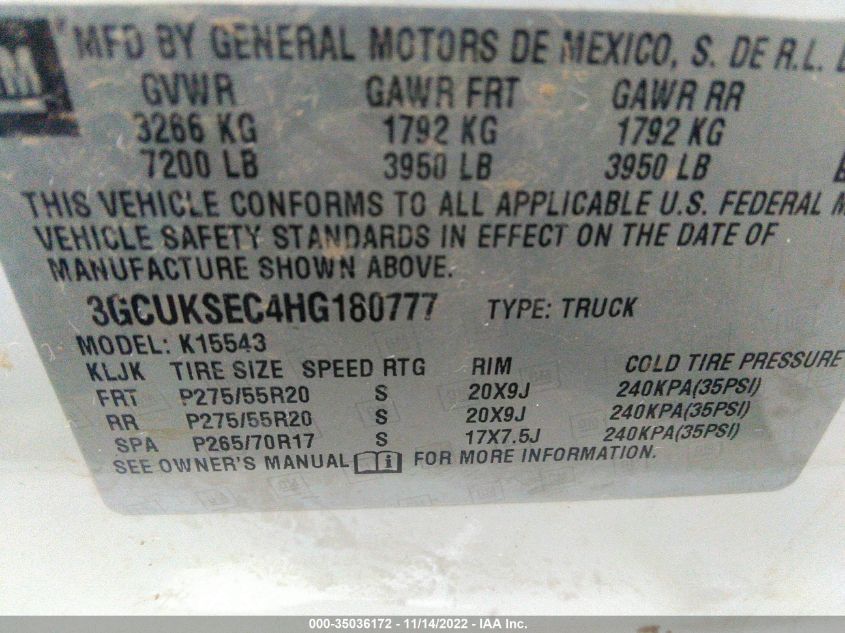 GM
MFD BY GENERAL MOTORS DE MEXICO, S. DE R.L.
GVWR GAWR FRT GAWR RR
3266 KG 1792 KG 1792 KG
7200 LB 3950 LB 3950 LB
THIS VEHICLE CONFORMS TO ALL APPLICABLE U.S. FEDERAL
VEHICLE SAFETY STANDARDS IN EFFECT ON THE DATE OF
MANUFACTURE SHOWN ABOVE.
3GCUKSEC4HG180777 TYPE: TRUCK
MODEL: K15543
KLJK TIRE SIZE SPEED RTG RIM COLD TIRE PRESSURE
FRT P275/55R20 S 20X9J 240KPA(35PSI)
RR P275/55R20 S 20X9J 240KPA(35PSI)
SPA P265/70R17 S 17X7.5J 240KPA(35PSI)
SEE OWNER'S MANUAL i FOR MORE INFORMATION.
000-35036172 - 11/14/2022 - IAA Inc.